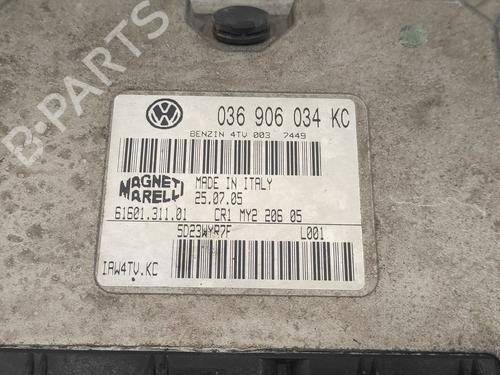 036 906 034 KC
BENZIN 4TV 003 7449
MAGNETI MARELLI
MADE IN ITALY
25.07.05
61601.311.01 CR1 MY2 206 05
5D23WYR7F L001
IAW4TV.KC
B-PARTS